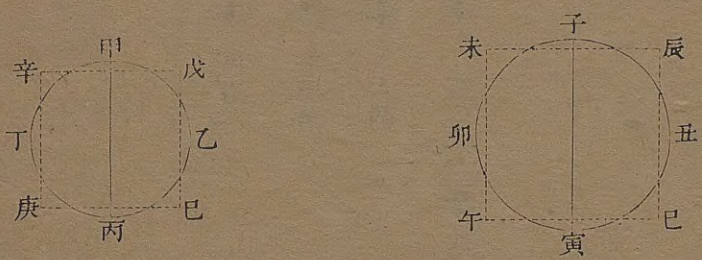 甲
辛 戊
丁 乙
庚 巳
丙
子
未 辰
卯 丑
午 巳
寅